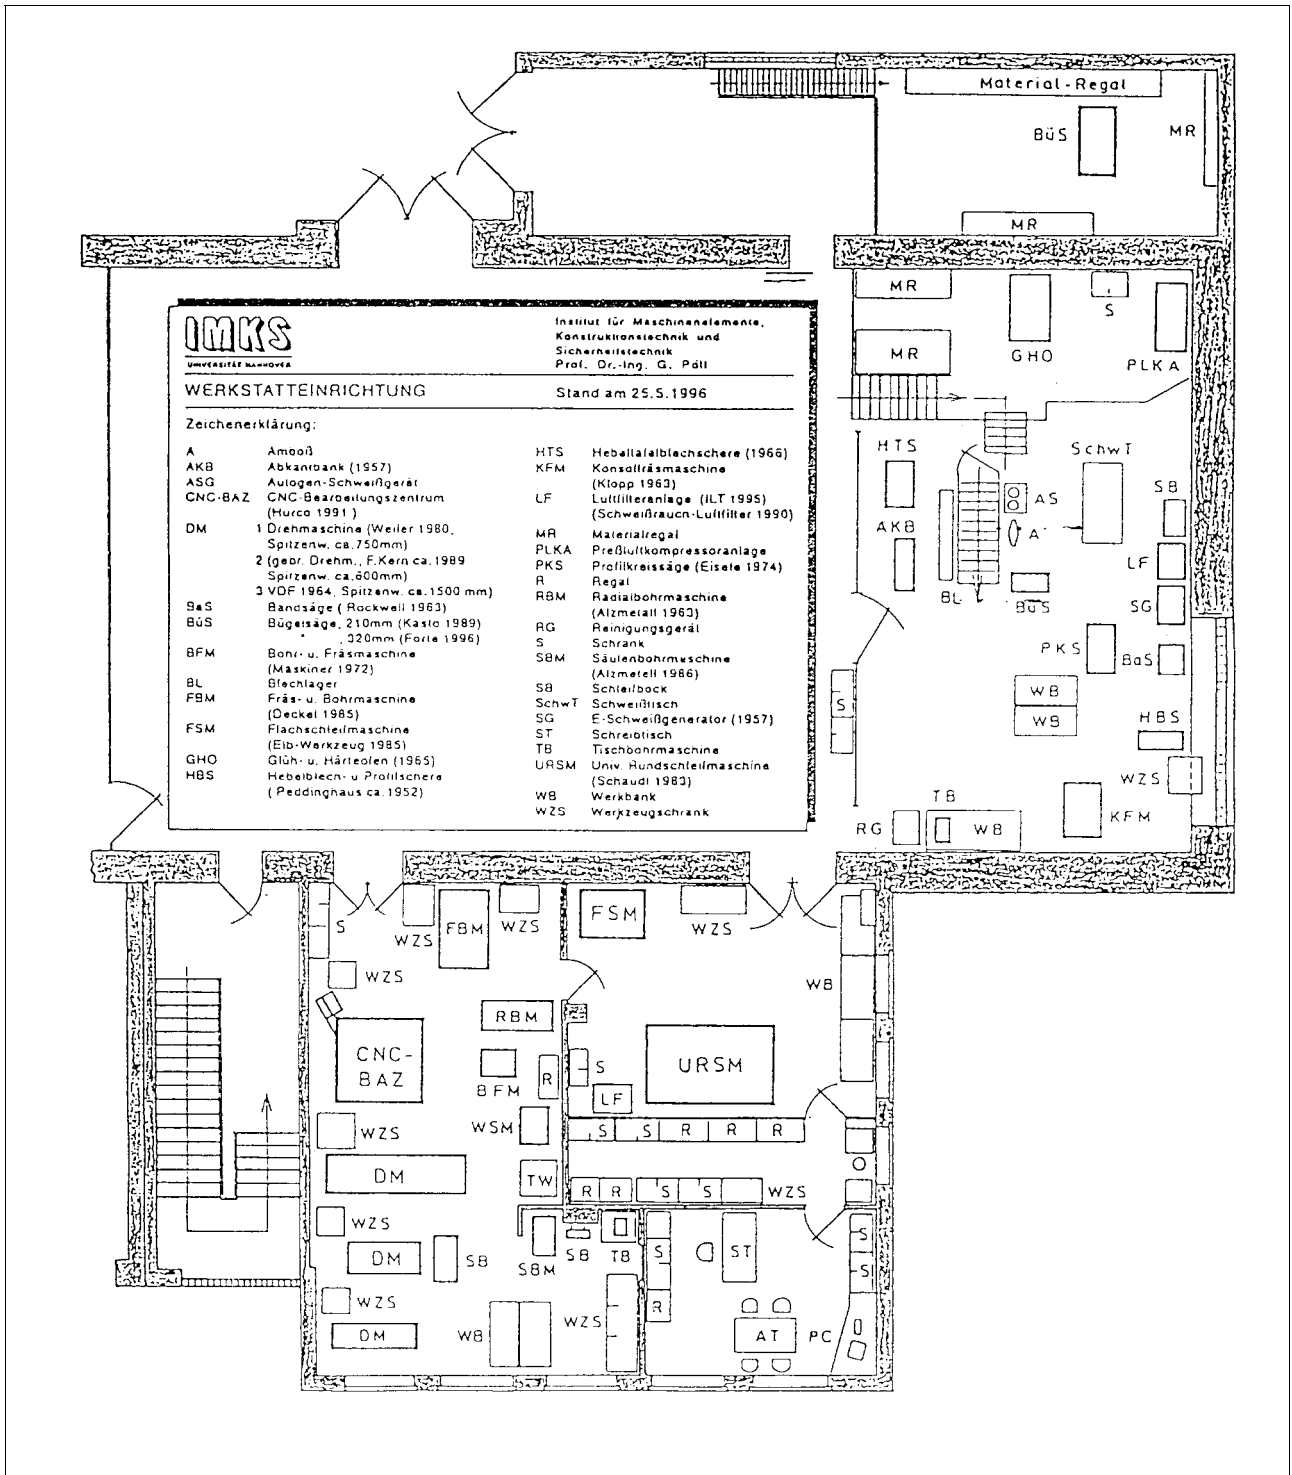 Material-Regal
BüS
MR
MR
IMKS
UNIVERSITÄT HANNOVER
Institut für Maschinenelemente,
Konstruktionstechnik und
Sicherheitstechnik
Prof. Dr.-Ing. G. Poll
WERKSTATTEINRICHTUNG
Stand am 25.5.1996
Zeichenerklärung:
A Amboß
AKB Abkantbank (1957)
ASG Autogen-Schweißgerät
CNC-BAZ CNC-Bearbeitungszentrum
(Hurco 1991)
DM 1 Drehmaschine (Weiler 1980,
Spitzenw. ca.750mm)
2 (gebr. Drehm., F.Kern ca.1989
Spitzenw. ca.600mm)
3 VDF 1964, Spitzenw. ca.1500 mm)
BaS Bandsäge (Rockwell 1963)
BüS Bügelsäge, 210mm (Kasto 1989)
" , 320mm (Forte 1996)
BFM Bohr- u. Fräsmaschine
(Maskiner 1972)
BL Blechlager
FBM Fräs- u. Bohrmaschine
(Deckel 1985)
FSM Flachschleifmaschine
(Elb-Werkzeug 1985)
GHO Glüh- u. Härteofen (1965)
HBS Hebelblech- u Profilschere
(Peddinghaus ca.1952)
HTS Hebeltafelblechschere (1966)
KFM Konsolfräsmaschine
(Klopp 1963)
LF Luftfilteranlage (ILT 1995)
(Schweißrauch-Luftfilter 1990)
MR Materialregal
PLKA Preßluftkompressoranlage
PKS Profilkreissäge (Eisele 1974)
R Regal
RBM Radialbohrmaschine
(Alzmetall 1963)
RG Reinigungsgerät
S Schrank
SBM Säulenbohrmaschine
(Alzmetall 1986)
SB Schleifbock
SchwT Schweißtisch
SG E-Schweißgenerator (1957)
ST Schreibtisch
TB Tischbohrmaschine
URSM Univ. Rundschleifmaschine
(Schaudt 1983)
WB Werkbank
WZS Werkzeugschrank
MR
MR
GHO
S
PLKA
HTS
SchwT
AKB
AS
A
SB
LF
BL
BüS
SG
PKS
BaS
S
WB
WB
HBS
WZS
TB
RG
WB
KFM
S
WZS
FBM
WZS
FSM
WZS
WZS
WB
RBM
CNC-
BAZ
BFM
R
S
LF
URSM
WZS
WSM
S
S
R
R
R
DM
TW
R
R
S
S
WZS
WZS
DM
SB
SBM
SB
TB
S
ST
S
S
WZS
DM
WB
WZS
R
AT
PC